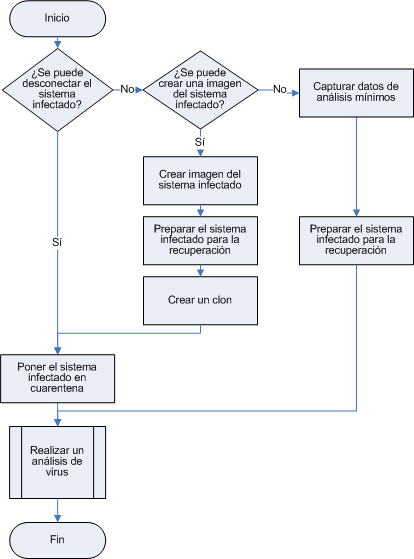 Inicio
¿Se puede
desconectar el
sistema
infectado?
No
¿Se puede
crear una imagen
del sistema
infectado?
No
Capturar datos de
análisis mínimos
Sí
Crear imagen del
sistema infectado
Preparar el sistema
infectado para la
recuperación
Preparar el sistema
infectado para la
recuperación
Sí
Crear un clon
Poner el sistema
infectado en
cuarentena
Realizar un
análisis de
virus
Fin